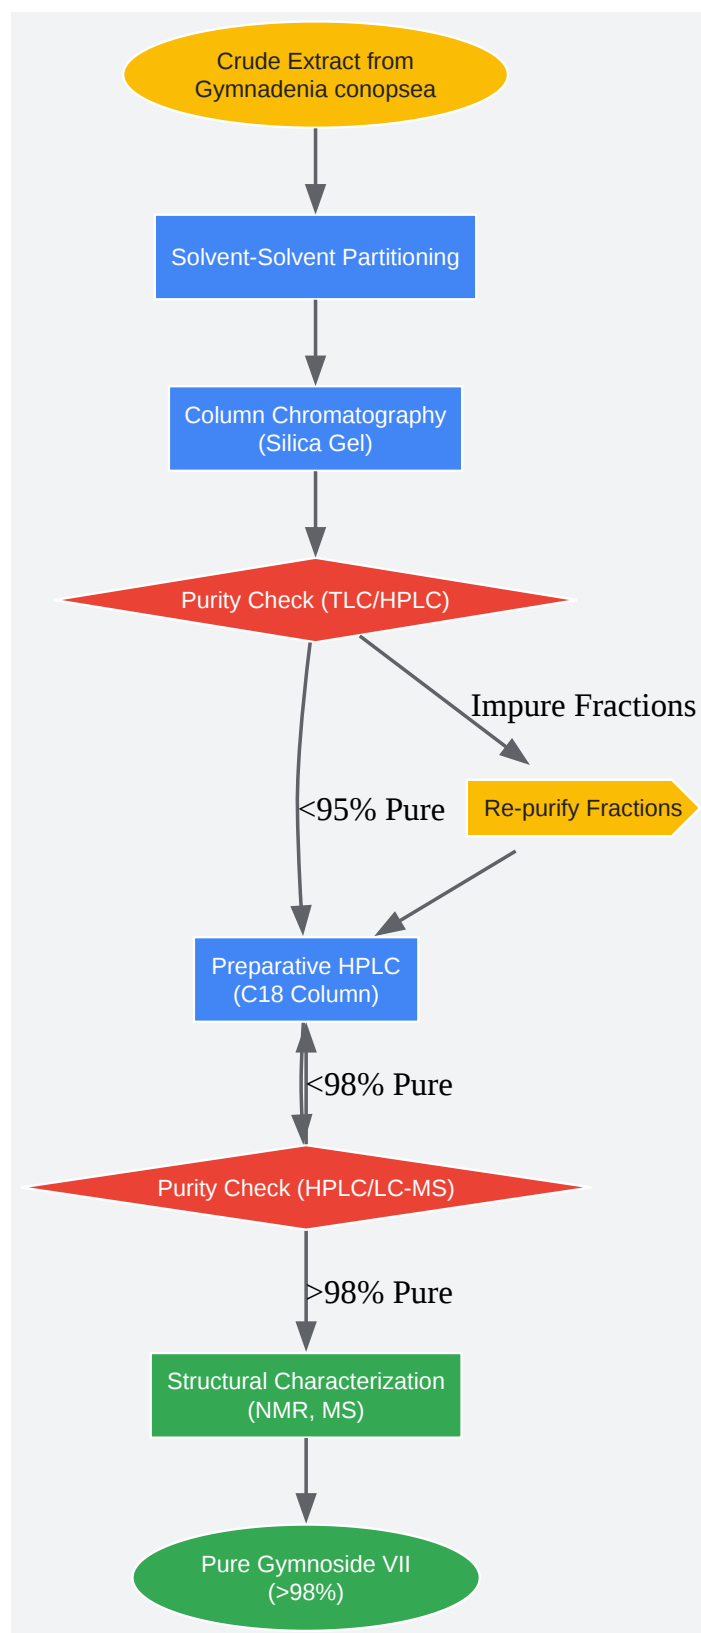 Crude Extract from
Gymnadenia conopsea
Solvent-Solvent Partitioning
Column Chromatography
(Silica Gel)
Purity Check (TLC/HPLC)
Impure Fractions
<95% Pure
Re-purify Fractions
Preparative HPLC
(C18 Column)
<98% Pure
Purity Check (HPLC/LC-MS)
>98% Pure
Structural Characterization
(NMR, MS)
Pure Gymnoside VII
(>98%)